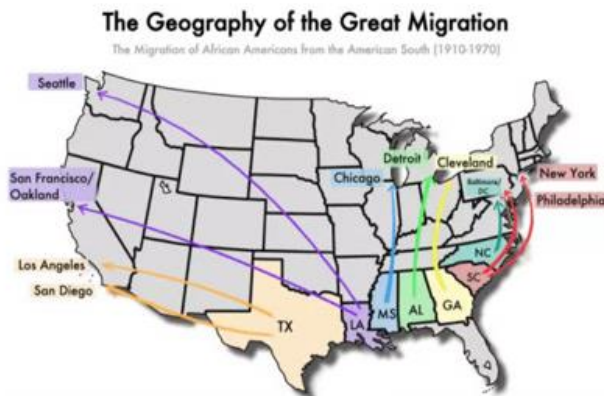 The Geography of the Great Migration
The Migration of African Americans from the American South (1910-1970)
Seattle
Detroit
Cleveland
Chicago
New York
Baltimore/
DC
Philadelphia
San Francisco/
Oakland
NC
Los Angeles
SC
San Diego
TX
LA
MS
AL
GA